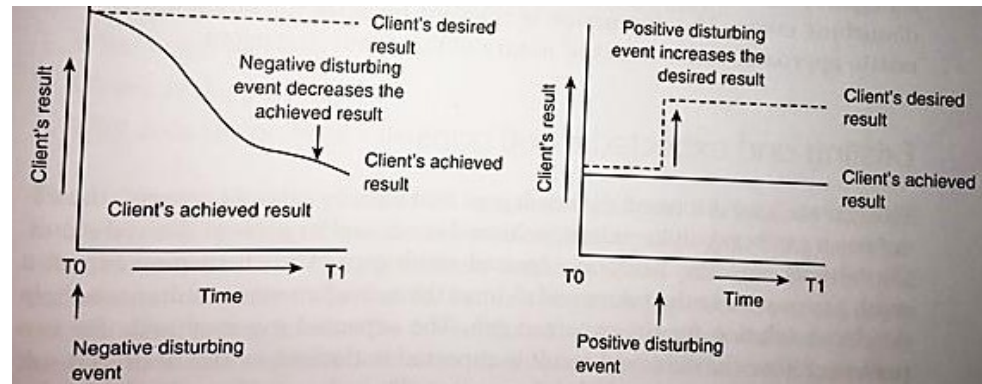 Client's desired
result
Negative disturbing
event decreases the
achieved result
Client's result
Client's achieved
result
Client's achieved result
T0
T1
Time
Negative disturbing
event
Positive disturbing
event increases the
desired result
Client's desired
result
Client's result
Client's achieved
result
T0
T1
Time
Positive disturbing
event